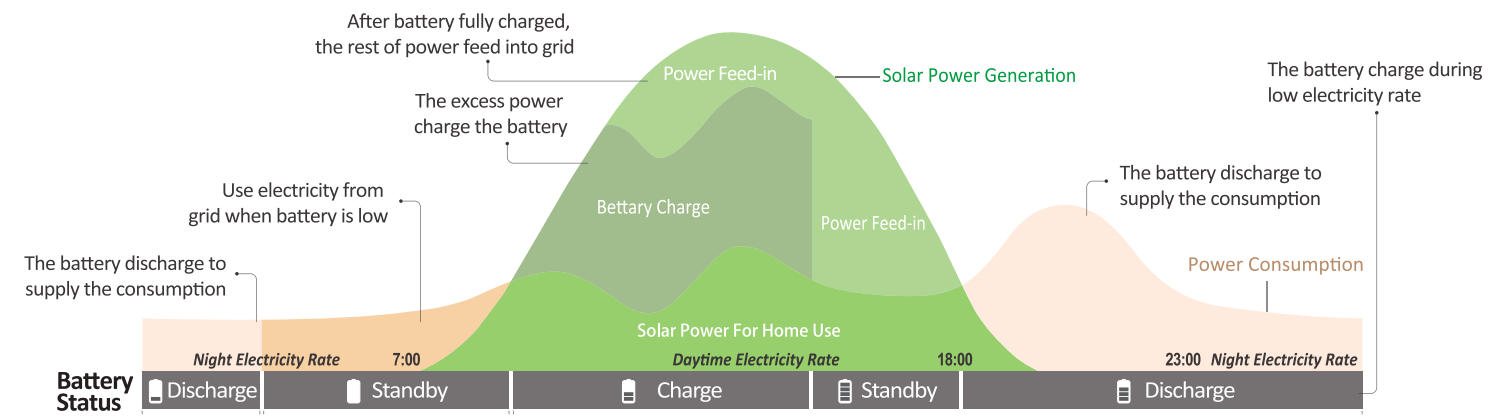 After battery fully charged,
the rest of power feed into grid
Power Feed-in
Solar Power Generation
The battery charge during
low electricity rate
The excess power
charge the battery
The battery discharge to
supply the consumption
Use electricity from
grid when battery is low
Bettary Charge
Power Feed-in
The battery discharge to
supply the consumption
Power Consumption
Solar Power For Home Use
Night Electricity Rate
7:00
Daytime Electricity Rate
18:00
23:00
Night Electricity Rate
Battery
Status
Discharge
Standby
Charge
Standby
Discharge